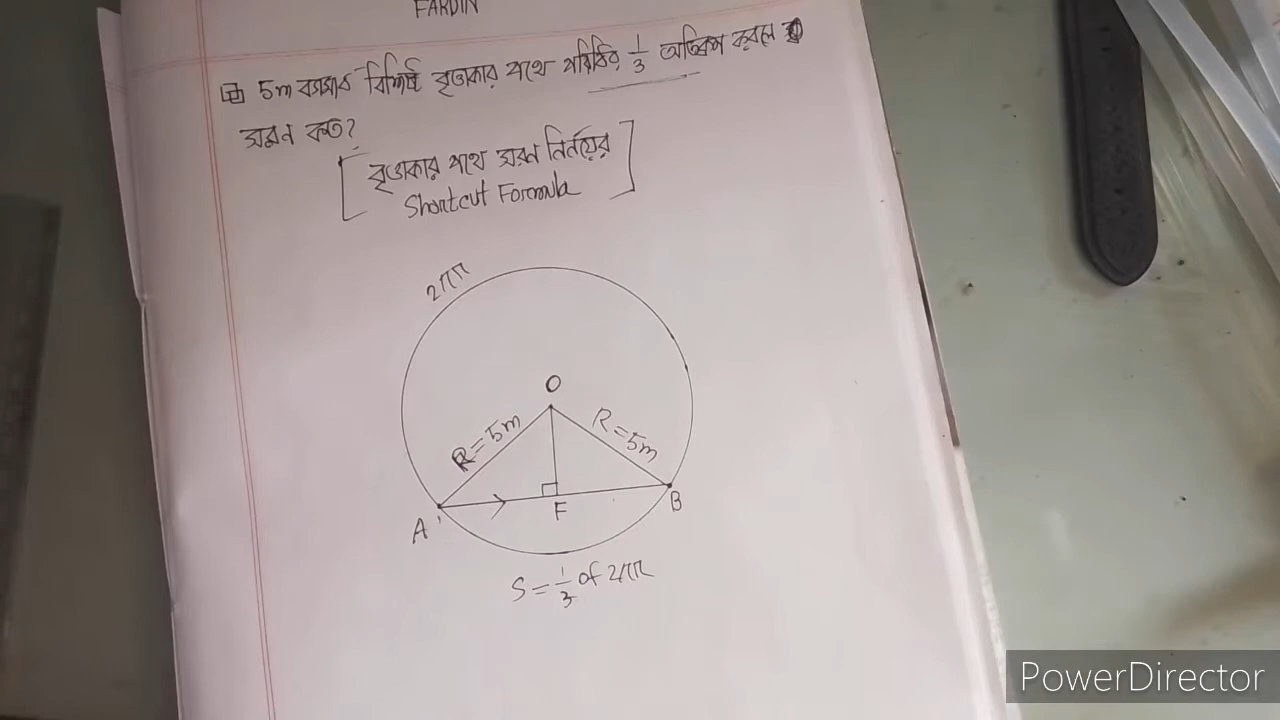 FARDIN
5m ব্যাসার্ধ বিশিষ্ট বৃত্তাকার পথে পরিধির 1/3 অতিক্রম করলে
সরণ কত?
[বৃত্তাকার পথে সরণ নির্ণয়ের
Shortcut Formula]
2πr
O
R=5m
R=5m
A
F
B
S = 1/3 of 2πr
PowerDirector